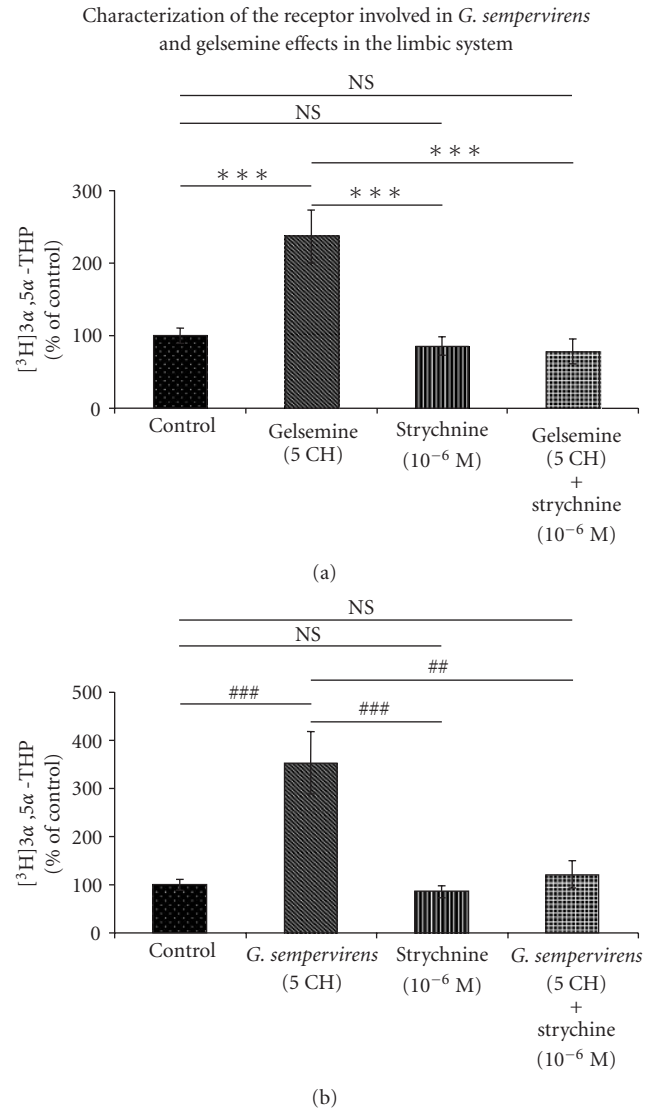 Characterization of the receptor involved in G. sempervirens
and gelsemine effects in the limbic system
NS
NS
∗ ∗ ∗
∗ ∗ ∗
∗ ∗ ∗
[³H]3α,5α-THP
(% of control)
300
200
100
0
Control
Gelsemine
(5 CH)
Strychnine
(10⁻⁶ M)
Gelsemine
(5 CH)
+
strychnine
(10⁻⁶ M)
(a)
NS
NS
##
###
###
[³H]3α,5α-THP
(% of control)
500
400
300
200
100
0
Control
G. sempervirens
(5 CH)
Strychnine
(10⁻⁶ M)
G. sempervirens
(5 CH)
+
strychine
(10⁻⁶ M)
(b)